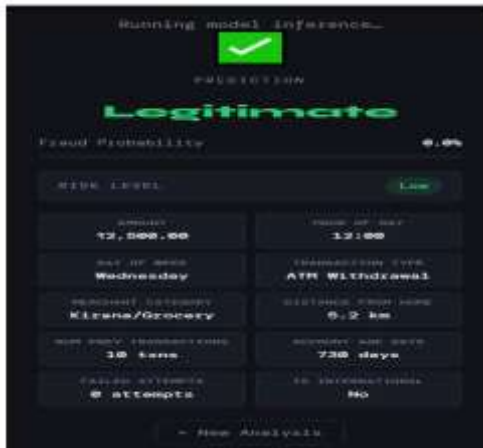 Running model inference…
PREDICTION
Legitimate
Fraud Probability 0.0%
RISK LEVEL Low
AMOUNT HOUR OF DAY
₹2,500.00 12:00
DAY OF WEEK TRANSACTION TYPE
Wednesday ATM Withdrawal
MERCHANT CATEGORY DISTANCE FROM HOME
Kirana/Grocery 5.2 km
NUM PREV TRANSACTIONS ACCOUNT AGE DAYS
10 txns 730 days
FAILED ATTEMPTS IS INTERNATIONAL
0 attempts No
New Analysis